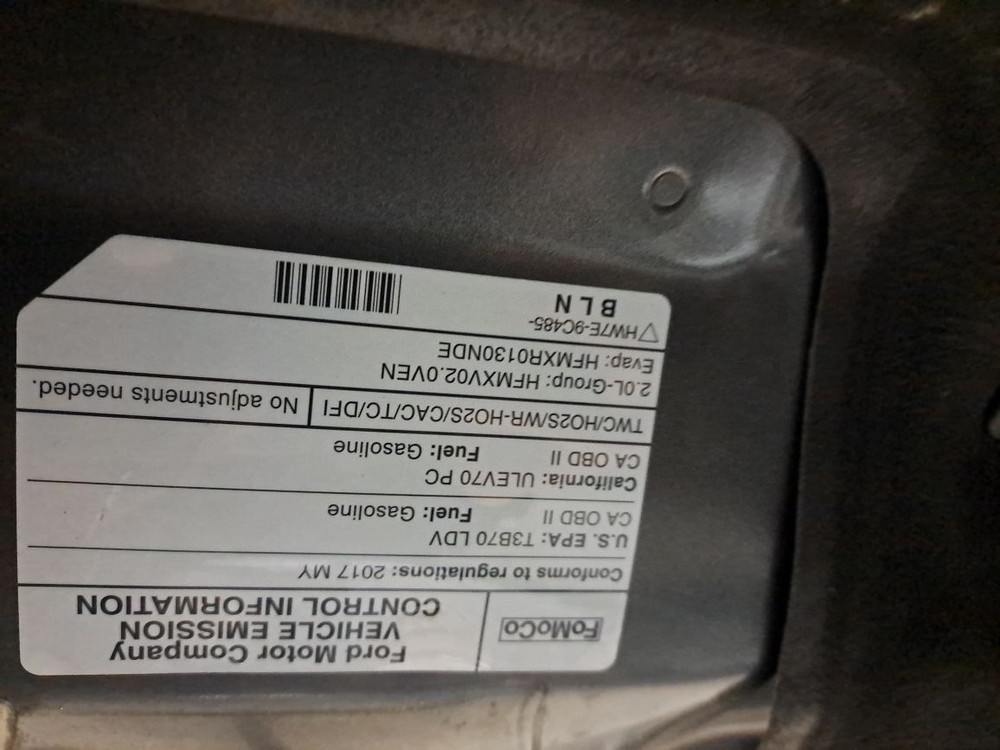 FoMoCo
Ford Motor Company
VEHICLE EMISSION
CONTROL INFORMATION
Conforms to regulations: 2017 MY
U.S. EPA: T3B70 LDV
CA OBD II Fuel: Gasoline
California: ULEV70 PC
CA OBD II Fuel: Gasoline
TWC/HO2S/WR-HO2S/CAC/TC/DFI No adjustments needed.
2.0L-Group: HFMXV02.0VEN
Evap: HFMXR0130NDE
HW7E-9C485-
BLN